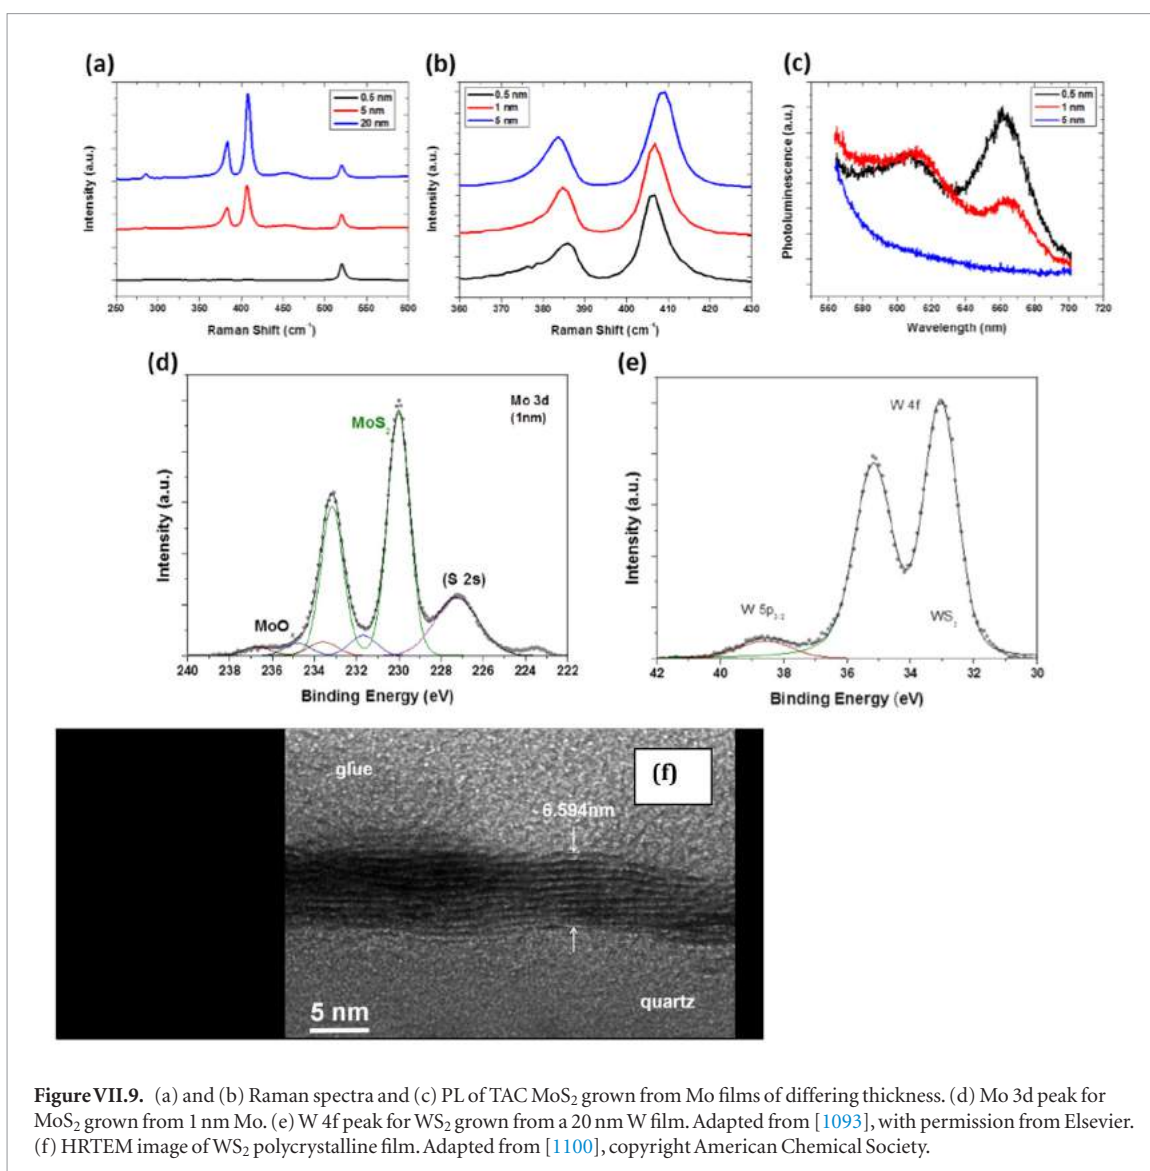 (a)
0.5 nm
5 nm
20 nm
Intensity (a.u.)
250 300 350 400 450 500 550 600
Raman Shift (cm⁻¹)
(b)
0.5 nm
1 nm
5 nm
Intensity (a.u.)
360 370 380 390 400 410 420 430
Raman Shift (cm⁻¹)
(c)
0.5 nm
1 nm
5 nm
Photoluminescence (a.u.)
560 580 600 620 640 660 680 700 720
Wavelength (nm)
(d)
Mo 3d
(1nm)
MoS₂
(S 2s)
MoO
Intensity (a.u.)
240 238 236 234 232 230 228 226 224 222
Binding Energy (eV)
(e)
W 4f
W 5p₃/₂
WS₂
Intensity (a.u.)
42 40 38 36 34 32 30
Binding Energy (eV)
glue
(f)
~6.594nm
quartz
5 nm
Figure VII.9. (a) and (b) Raman spectra and (c) PL of TAC MoS₂ grown from Mo films of differing thickness. (d) Mo 3d peak for
MoS₂ grown from 1 nm Mo. (e) W 4f peak for WS₂ grown from a 20 nm W film. Adapted from [1093], with permission from Elsevier.
(f) HRTEM image of WS₂ polycrystalline film. Adapted from [1100], copyright American Chemical Society.